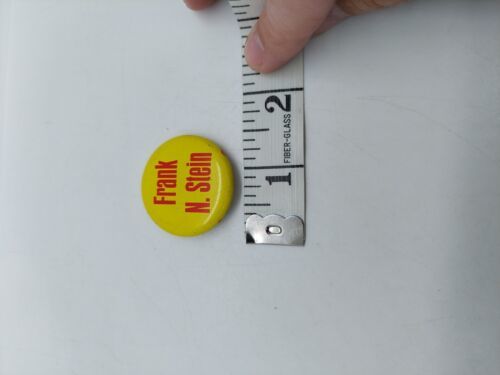 Frank
N. Stein
1
2
FIBER-GLASS